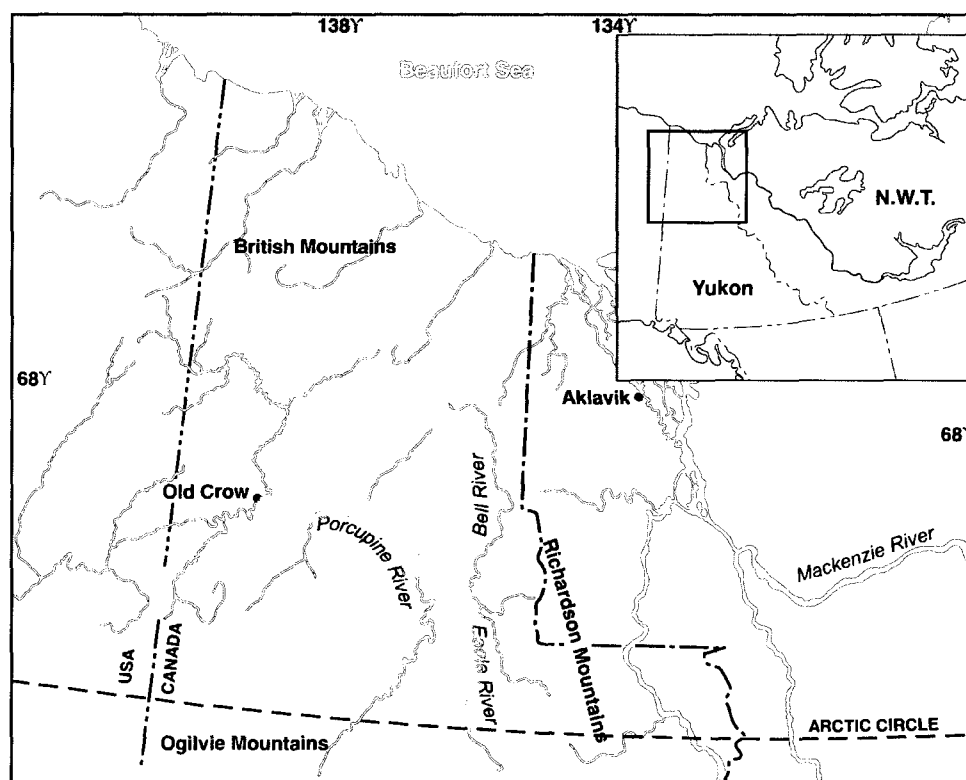 138Υ
134Υ
Beaufort Sea
N.W.T.
British Mountains
Yukon
68Υ
Aklavik
68Υ
Old Crow
Bell River
Porcupine River
Richardson Mountains
Mackenzie River
Eagle River
USA
CANADA
ARCTIC CIRCLE
Ogilvie Mountains